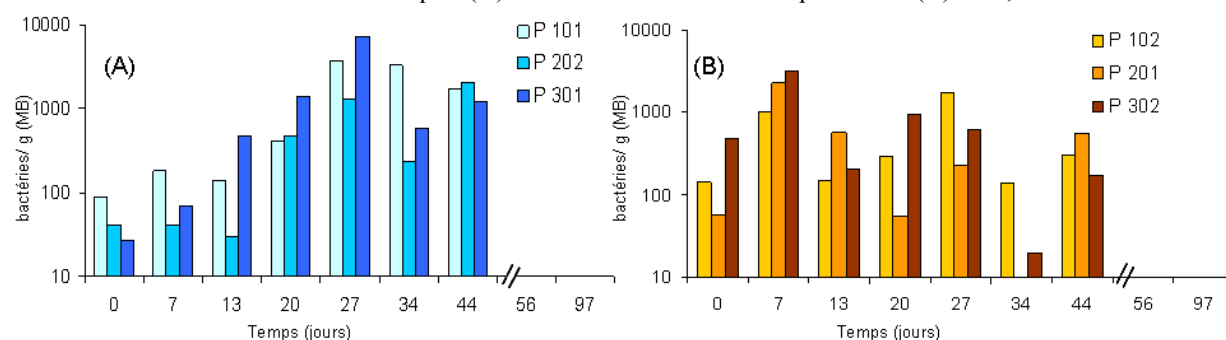 (A)
bactéries/ g (MB)
10000
1000
100
10
P 101
P 202
P 301
0 7 13 20 27 34 44 56 97
Temps (jours)
(B)
bactéries/ g (MB)
10000
1000
100
10
P 102
P 201
P 302
0 7 13 20 27 34 44 56 97
Temps (jours)